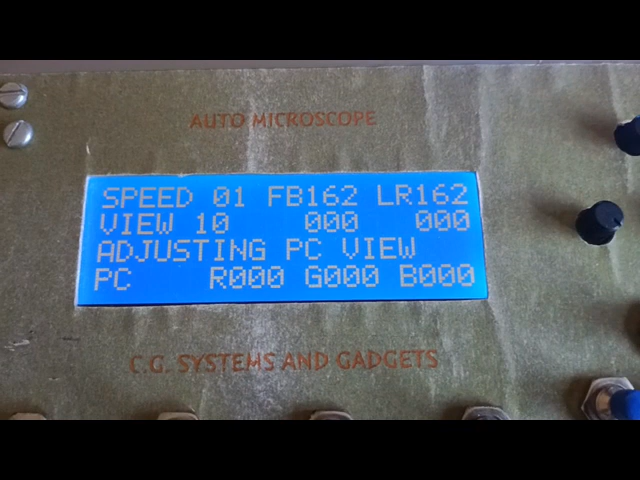 AUTO MICROSCOPE
SPEED 01 FB162 LR162
VIEW 10 000 000
ADJUSTING PC VIEW
PC R000 G000 B000
C.G. SYSTEMS AND GADGETS